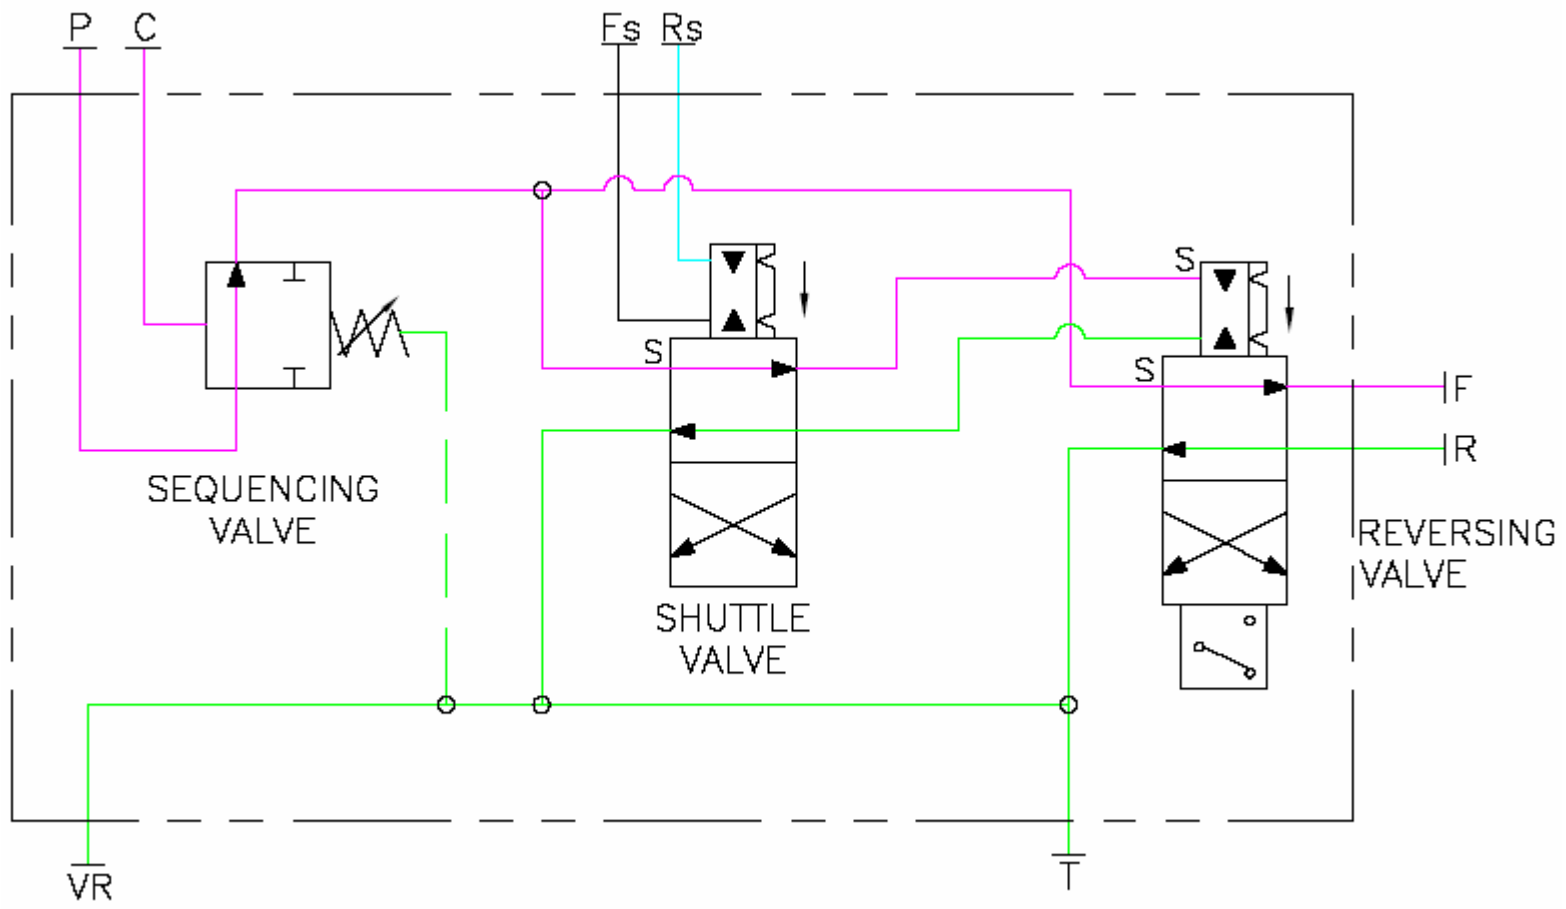 P C Fs Rs
S
S
S
F
R
SEQUENCING
VALVE
REVERSING
VALVE
SHUTTLE
VALVE
VR
T